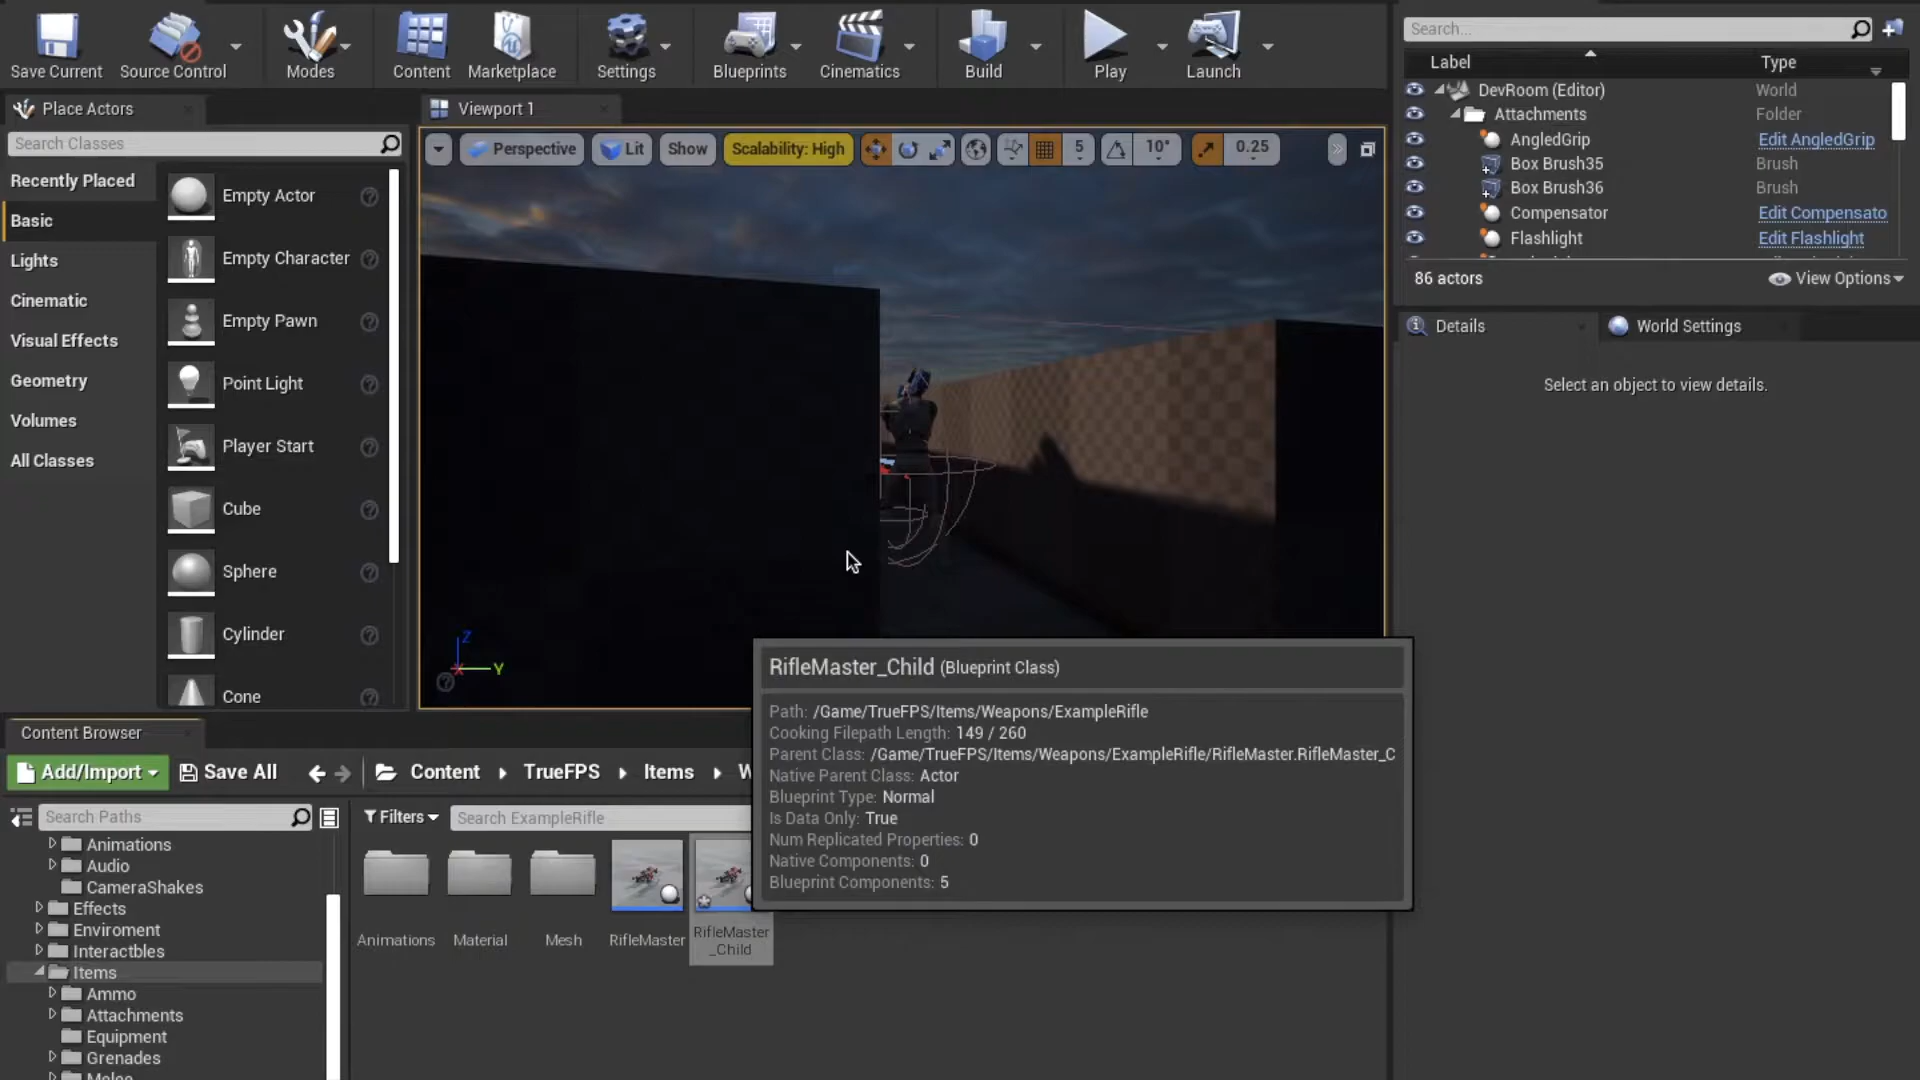 Save Current
Source Control
Modes
Content
Marketplace
Settings
Blueprints
Cinematics
Build
Play
Launch
Search...
Label
Type
DevRoom (Editor)
World
Attachments
Folder
AngledGrip
Edit AngledGrip
Box Brush35
Brush
Box Brush36
Brush
Compensator
Edit Compensato
Flashlight
Edit Flashlight
86 actors
View Options
Details
World Settings
Select an object to view details.
Place Actors
Search Classes
Recently Placed
Basic
Lights
Cinematic
Visual Effects
Geometry
Volumes
All Classes
Empty Actor
Empty Character
Empty Pawn
Point Light
Player Start
Cube
Sphere
Cylinder
Cone
Viewport 1
Perspective
Lit
Show
Scalability: High
5
10°
0.25
Z
Y
X
RifleMaster_Child (Blueprint Class)
Path: /Game/TrueFPS/Items/Weapons/ExampleRifle
Cooking Filepath Length: 149 / 260
Parent Class: /Game/TrueFPS/Items/Weapons/ExampleRifle/RifleMaster.RifleMaster_C
Native Parent Class: Actor
Blueprint Type: Normal
Is Data Only: True
Num Replicated Properties: 0
Native Components: 0
Blueprint Components: 5
Content Browser
Add/Import
Save All
Content
TrueFPS
Items
W
Search Paths
Filters
Search ExampleRifle
Animations
Audio
CameraShakes
Effects
Enviroment
Interactbles
Items
Ammo
Attachments
Equipment
Grenades
Melee
Animations
Material
Mesh
RifleMaster
RifleMaster
_Child